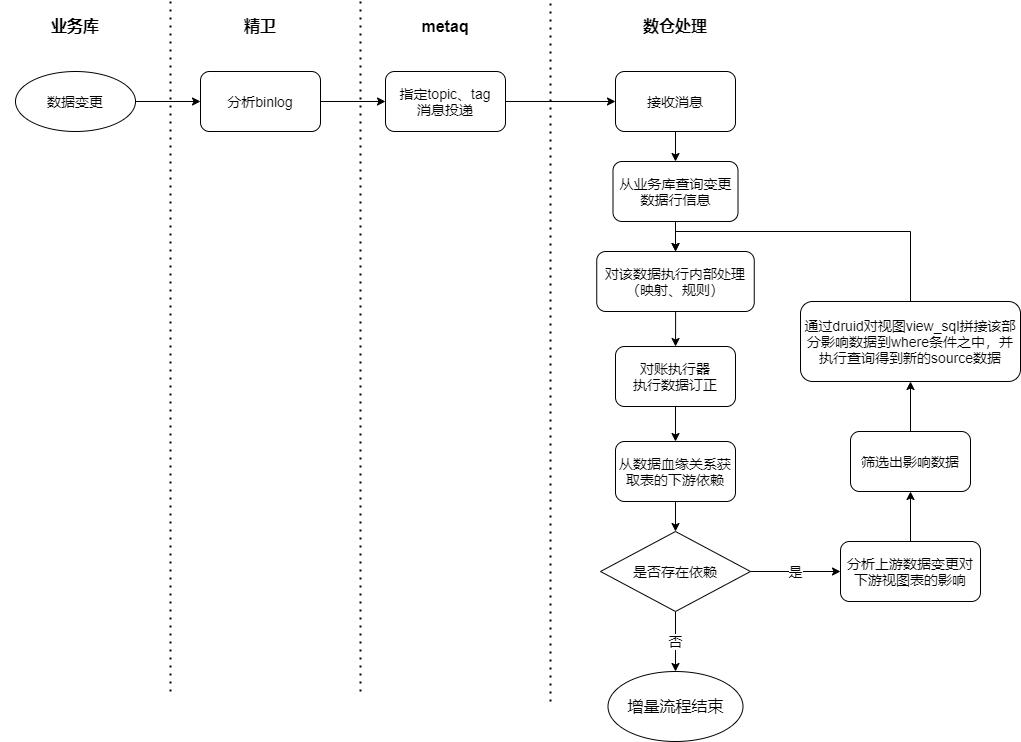 业务库
精卫
metaq
数仓处理
数据变更
分析binlog
指定topic、tag
消息投递
接收消息
从业务库查询变更
数据行信息
对该数据执行内部处理
（映射、规则）
通过druid对视图view_sql拼接该部
分影响数据到where条件之中，并
执行查询得到新的source数据
对账执行器
执行数据订正
筛选出影响数据
从数据血缘关系获
取表的下游依赖
是否存在依赖
是
分析上游数据变更对
下游视图表的影响
否
增量流程结束